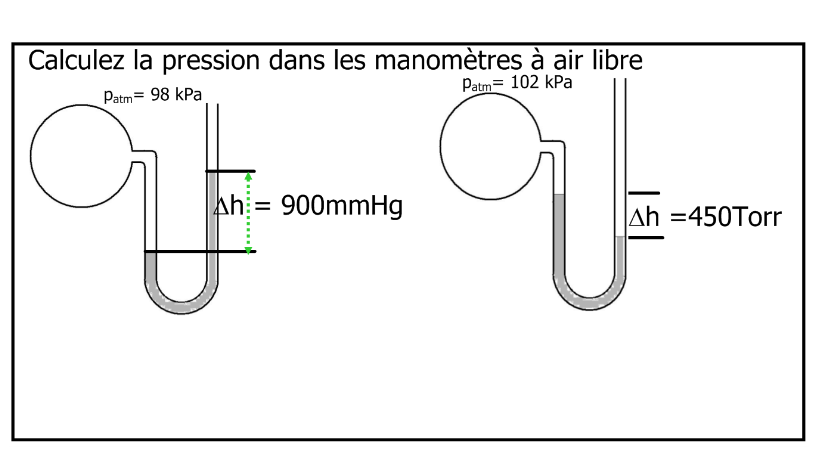 Calculez la pression dans les manomètres à air libre
patm= 98 kPa
patm= 102 kPa
Δh = 900mmHg
Δh =450Torr